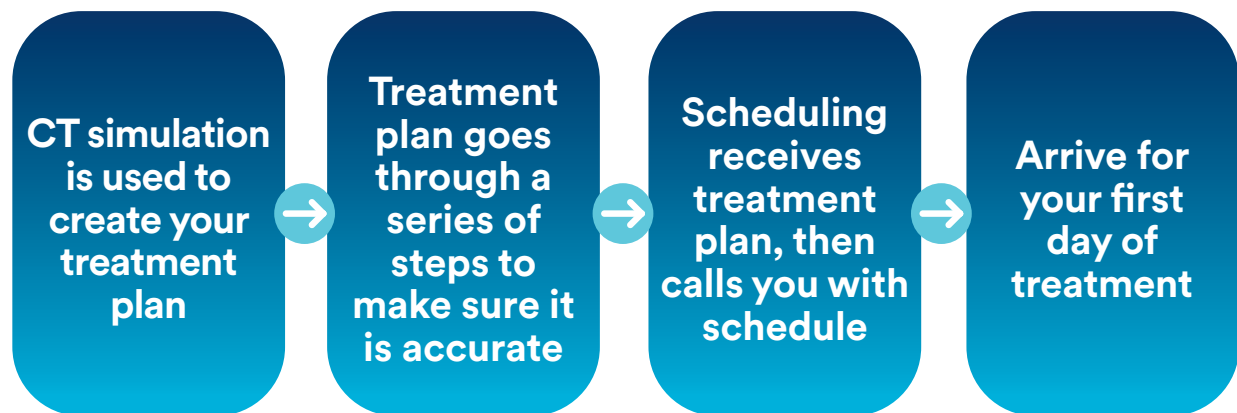 CT simulation
is used to
create your
treatment
plan
Treatment
plan goes
through a
series of
steps to
make sure it
is accurate
Scheduling
receives
treatment
plan, then
calls you with
schedule
Arrive for
your first
day of
treatment